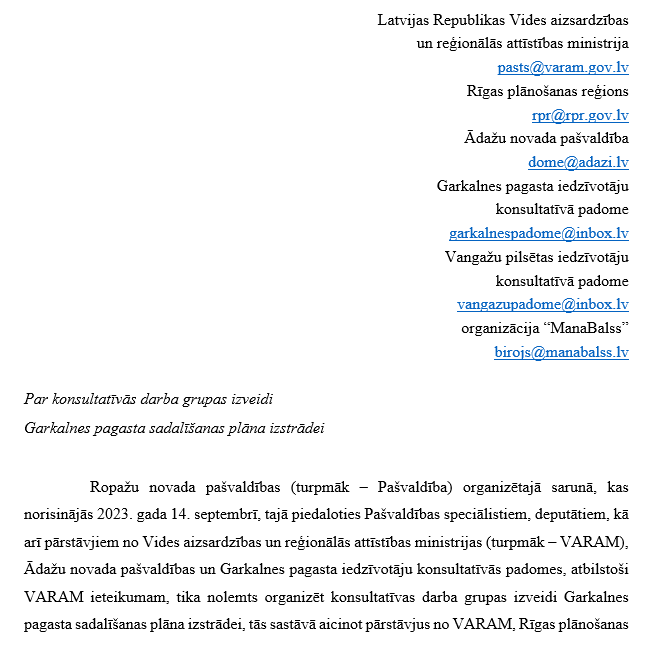 Latvijas Republikas Vides aizsardzības
un reģionālās attīstības ministrija
pasts@varam.gov.lv
Rīgas plānošanas reģions
rpr@rpr.gov.lv
Ādažu novada pašvaldība
dome@adazi.lv
Garkalnes pagasta iedzīvotāju
konsultatīvā padome
garkalnespadome@inbox.lv
Vangažu pilsētas iedzīvotāju
konsultatīvā padome
vangazupadome@inbox.lv
organizācija “ManaBalss”
birojs@manabalss.lv
Par konsultatīvās darba grupas izveidi
Garkalnes pagasta sadalīšanas plāna izstrādei
Ropažu novada pašvaldības (turpmāk – Pašvaldība) organizētajā sarunā, kas
norisinājās 2023. gada 14. septembrī, tajā piedaloties Pašvaldības speciālistiem, deputātiem, kā
arī pārstāvjiem no Vides aizsardzības un reģionālās attīstības ministrijas (turpmāk – VARAM),
Ādažu novada pašvaldības un Garkalnes pagasta iedzīvotāju konsultatīvās padomes, atbilstoši
VARAM ieteikumam, tika nolemts organizēt konsultatīvas darba grupas izveidi Garkalnes
pagasta sadalīšanas plāna izstrādei, tās sastāvā aicinot pārstāvjus no VARAM, Rīgas plānošanas